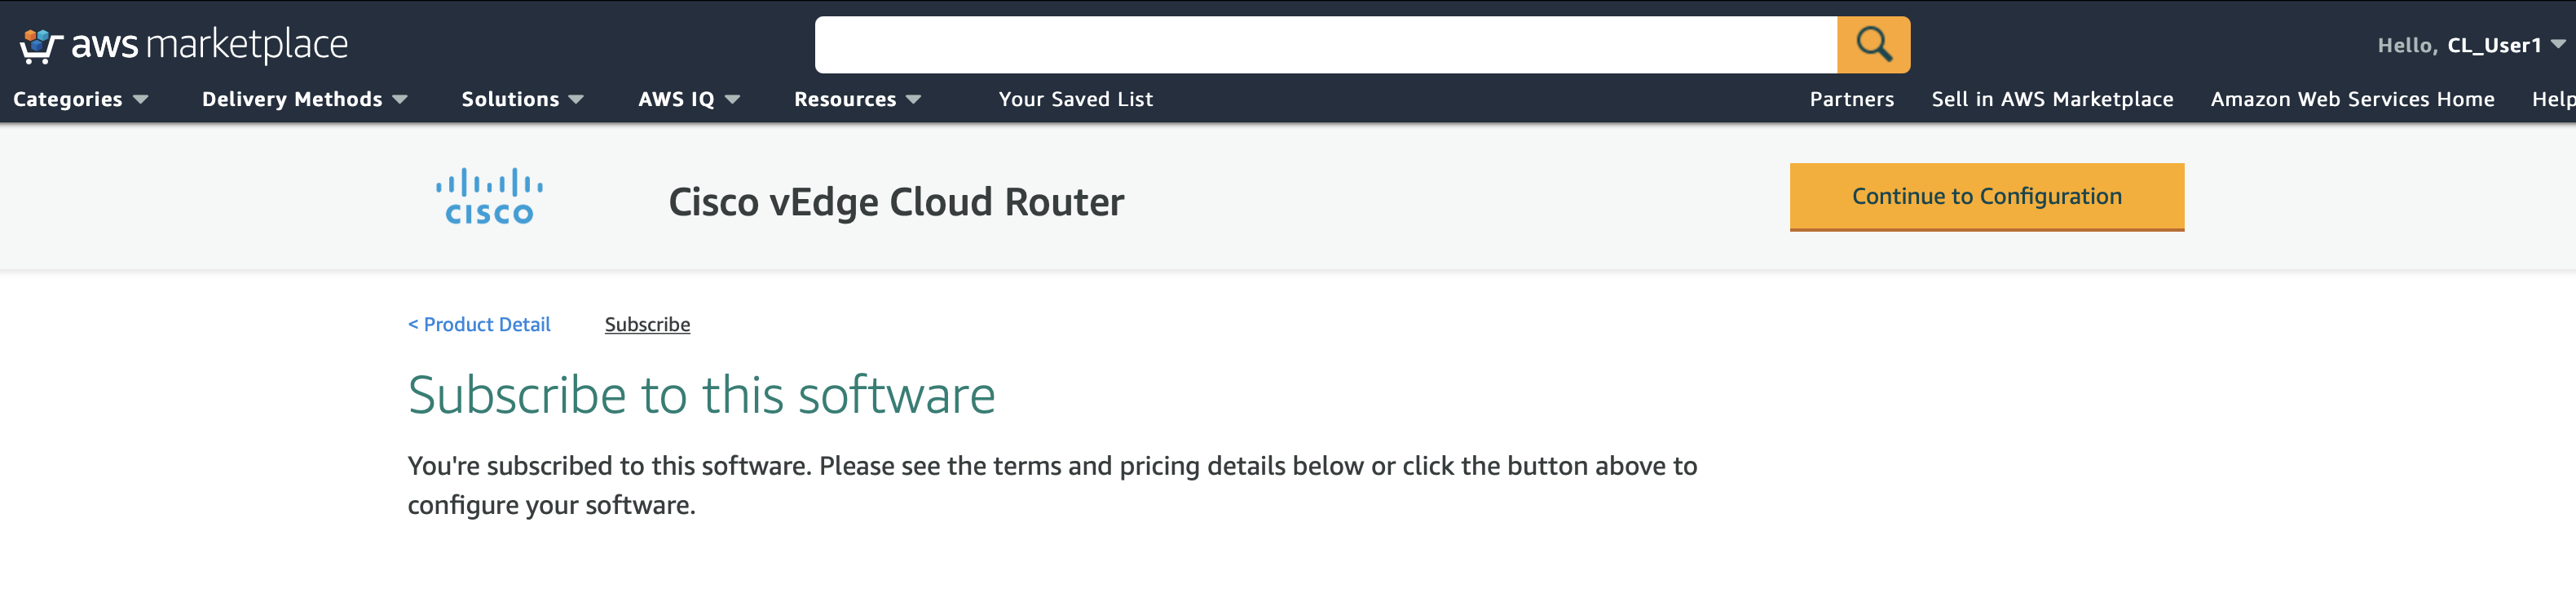 aws marketplace
Hello, CL_User1
Categories Delivery Methods Solutions AWS IQ Resources Your Saved List Partners Sell in AWS Marketplace Amazon Web Services Home Help
CISCO
Cisco vEdge Cloud Router
Continue to Configuration
< Product Detail Subscribe
Subscribe to this software
You're subscribed to this software. Please see the terms and pricing details below or click the button above to
configure your software.